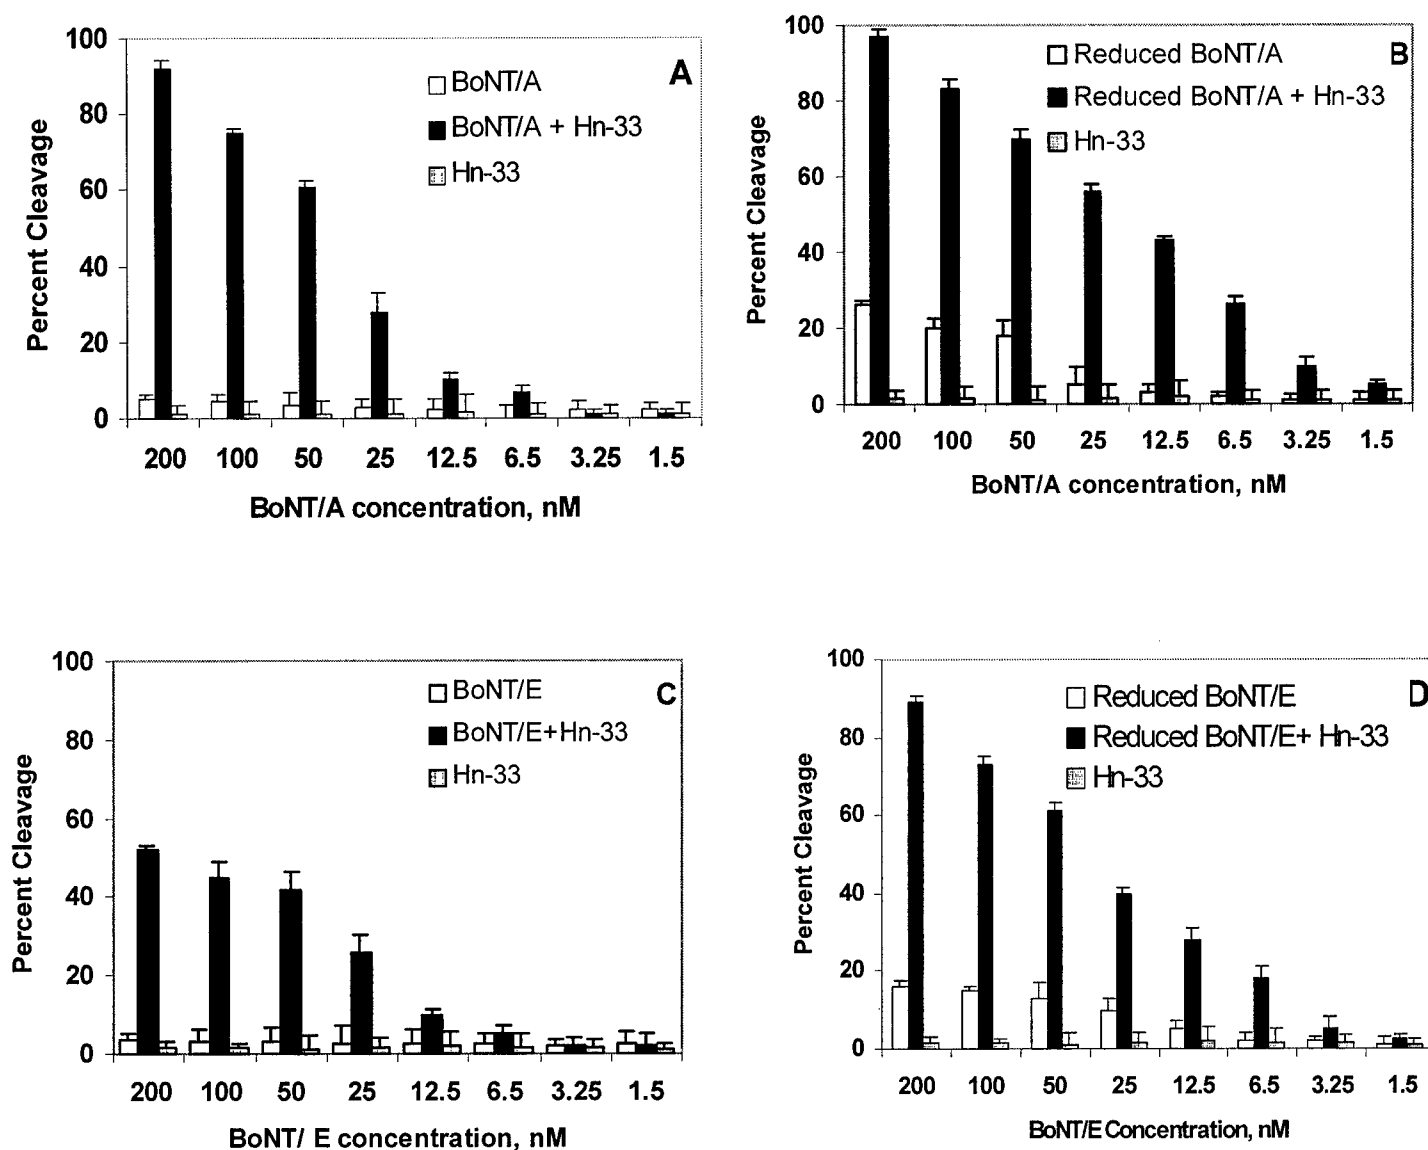 A
Percent Cleavage
100
80
60
40
20
0
BoNT/A
BoNT/A + Hn-33
Hn-33
200 100 50 25 12.5 6.5 3.25 1.5
BoNT/A concentration, nM
B
Percent Cleavage
100
80
60
40
20
0
Reduced BoNT/A
Reduced BoNT/A + Hn-33
Hn-33
200 100 50 25 12.5 6.5 3.25 1.5
BoNT/A concentration, nM
C
Percent Cleavage
100
80
60
40
20
0
BoNT/E
BoNT/E+Hn-33
Hn-33
200 100 50 25 12.5 6.5 3.25 1.5
BoNT/ E concentration, nM
D
Percent Cleavage
100
80
60
40
20
0
Reduced BoNT/E
Reduced BoNT/E+ Hn-33
Hn-33
200 100 50 25 12.5 6.5 3.25 1.5
BoNT/E Concentration, nM